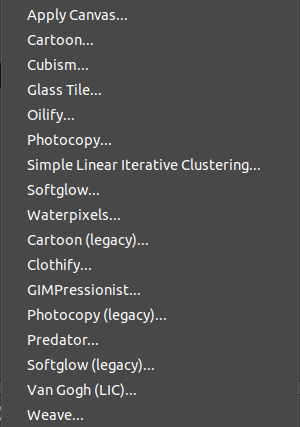 Apply Canvas...
Cartoon...
Cubism...
Glass Tile...
Oilify...
Photocopy...
Simple Linear Iterative Clustering...
Softglow...
Waterpixels...
Cartoon (legacy)...
Clothify...
GIMPressionist...
Photocopy (legacy)...
Predator...
Softglow (legacy)...
Van Gogh (LIC)...
Weave...